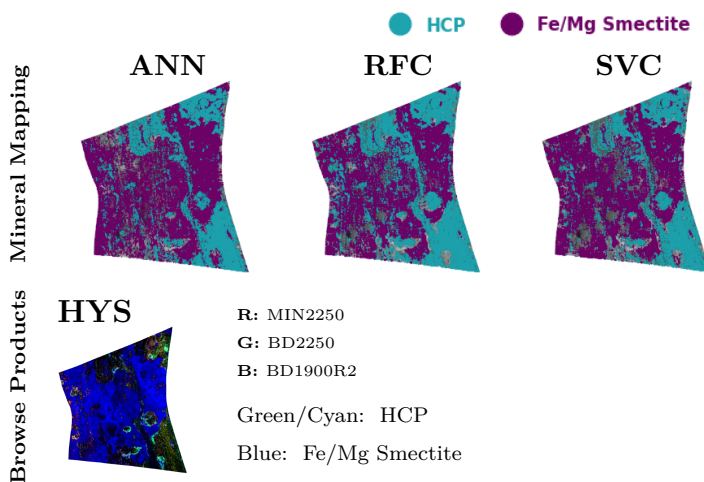 HCP Fe/Mg Smectite
ANN RFC SVC
Mineral Mapping
Browse Products
HYS
R: MIN2250
G: BD2250
B: BD1900R2
Green/Cyan: HCP
Blue: Fe/Mg Smectite